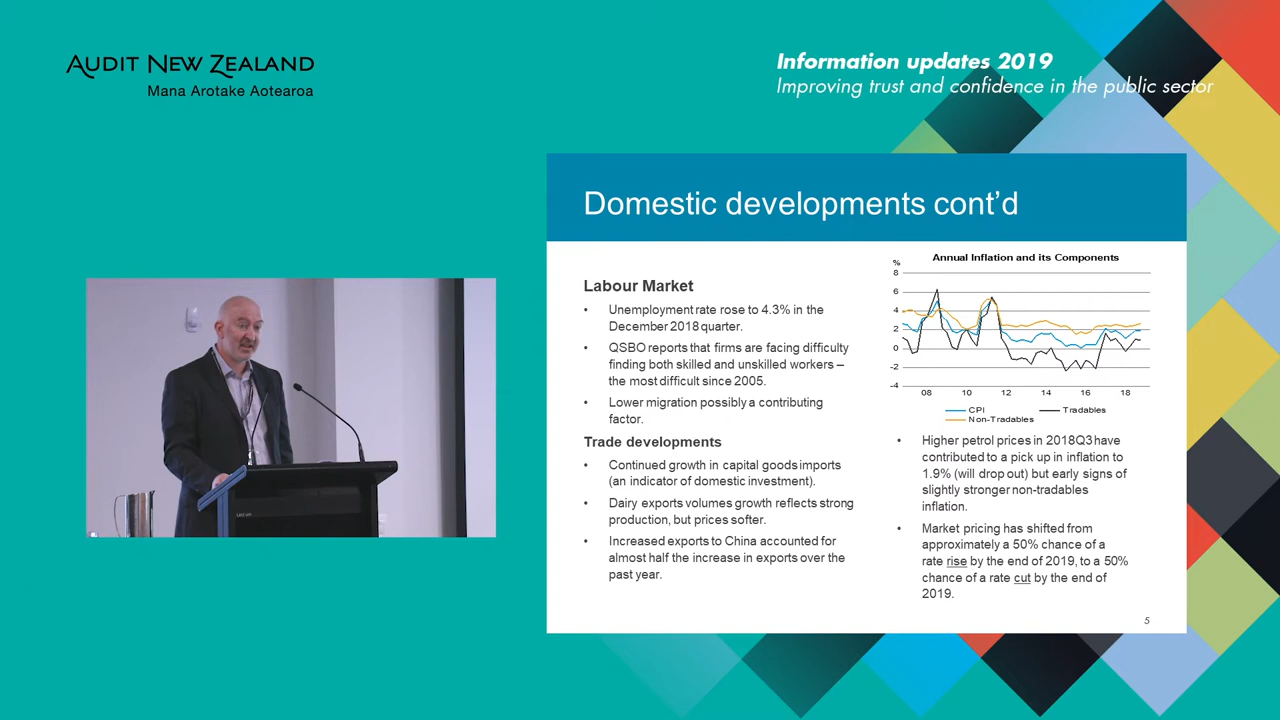 AUDIT NEW ZEALAND
Mana Arotake Aotearoa
Information updates 2019
Improving trust and confidence in the public sector
Domestic developments cont’d
Labour Market
• Unemployment rate rose to 4.3% in the
December 2018 quarter.
• QSBO reports that firms are facing difficulty
finding both skilled and unskilled workers –
the most difficult since 2005.
• Lower migration possibly a contributing
factor.
Trade developments
• Continued growth in capital goods imports
(an indicator of domestic investment).
• Dairy exports volumes growth reflects strong
production, but prices softer.
• Increased exports to China accounted for
almost half the increase in exports over the
past year.
Annual Inflation and its Components
%
8
6
4
2
0
-2
-4
08 10 12 14 16 18
CPI Tradables
Non-Tradables
• Higher petrol prices in 2018Q3 have
contributed to a pick up in inflation to
1.9% (will drop out) but early signs of
slightly stronger non-tradables
inflation.
• Market pricing has shifted from
approximately a 50% chance of a
rate rise by the end of 2019, to a 50%
chance of a rate cut by the end of
2019.
5